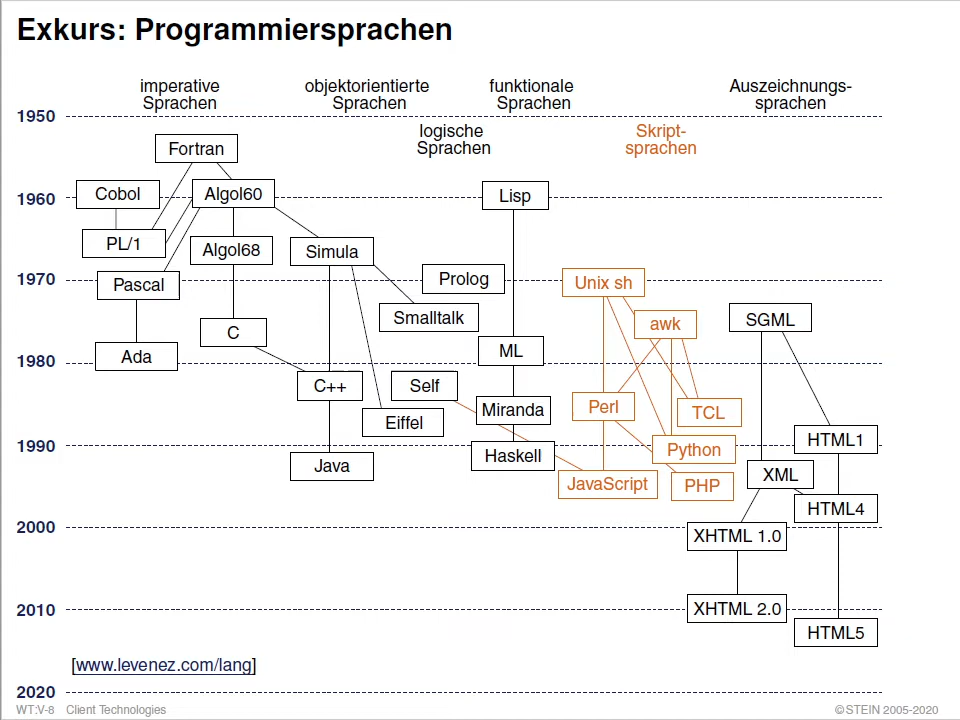 Exkurs: Programmiersprachen
imperative
Sprachen
objektorientierte
Sprachen
funktionale
Sprachen
Auszeichnungs-
sprachen
1950
logische
Sprachen
Skript-
sprachen
Fortran
Cobol
Algol60
Lisp
1960
PL/1
Algol68
Simula
1970
Pascal
Prolog
Unix sh
Smalltalk
awk
SGML
C
Ada
ML
1980
C++
Self
Eiffel
Miranda
Perl
TCL
1990
Java
Haskell
Python
HTML1
JavaScript
PHP
XML
HTML4
2000
XHTML 1.0
2010
XHTML 2.0
HTML5
[www.levenez.com/lang]
2020
WT:V-8 Client Technologies
©STEIN 2005-2020